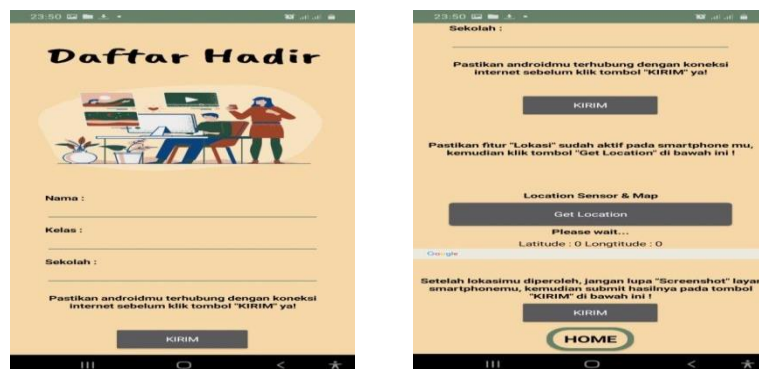 23:50
Daftar Hadir
Nama :
Kelas :
Sekolah :
Pastikan androidmu terhubung dengan koneksi
internet sebelum klik tombol "KIRIM" ya!
KIRIM
23:50
Sekolah :
Pastikan androidmu terhubung dengan koneksi
internet sebelum klik tombol "KIRIM" ya!
KIRIM
Pastikan fitur "Lokasi" sudah aktif pada smartphone mu,
kemudian klik tombol "Get Location" di bawah ini !
Location Sensor & Map
Get Location
Please wait...
Latitude : 0 Longtitude : 0
Google
Setelah lokasimu diperoleh, jangan lupa "Screenshot" layar
smartphonemu, kemudian submit hasilnya pada tombol
"KIRIM" di bawah ini !
KIRIM
HOME